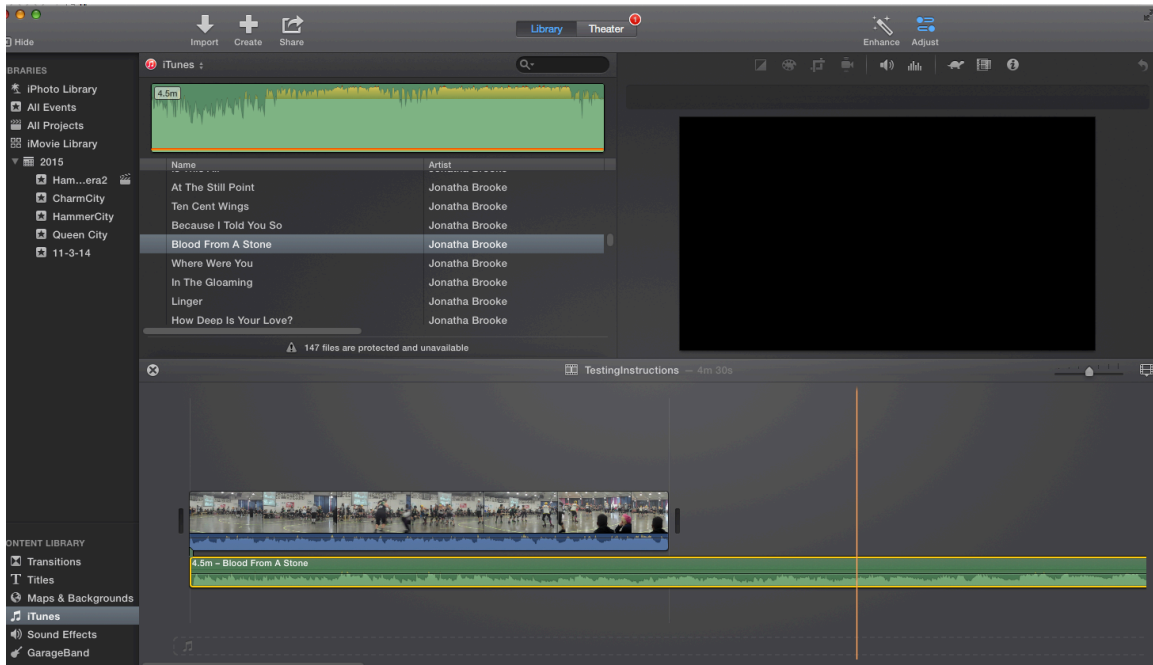 Import Create Share
Library Theater 1
Enhance Adjust
Hide
BRARIES
iPhoto Library
All Events
All Projects
iMovie Library
2015
Ham...era2
CharmCity
HammerCity
Queen City
11-3-14
iTunes
4.5m
Name Artist
At The Still Point Jonatha Brooke
Ten Cent Wings Jonatha Brooke
Because I Told You So Jonatha Brooke
Blood From A Stone Jonatha Brooke
Where Were You Jonatha Brooke
In The Gloaming Jonatha Brooke
Linger Jonatha Brooke
How Deep Is Your Love? Jonatha Brooke
147 files are protected and unavailable
TestingInstructions – 4m 30s
4.5m – Blood From A Stone
ONTENT LIBRARY
Transitions
T Titles
Maps & Backgrounds
iTunes
Sound Effects
GarageBand